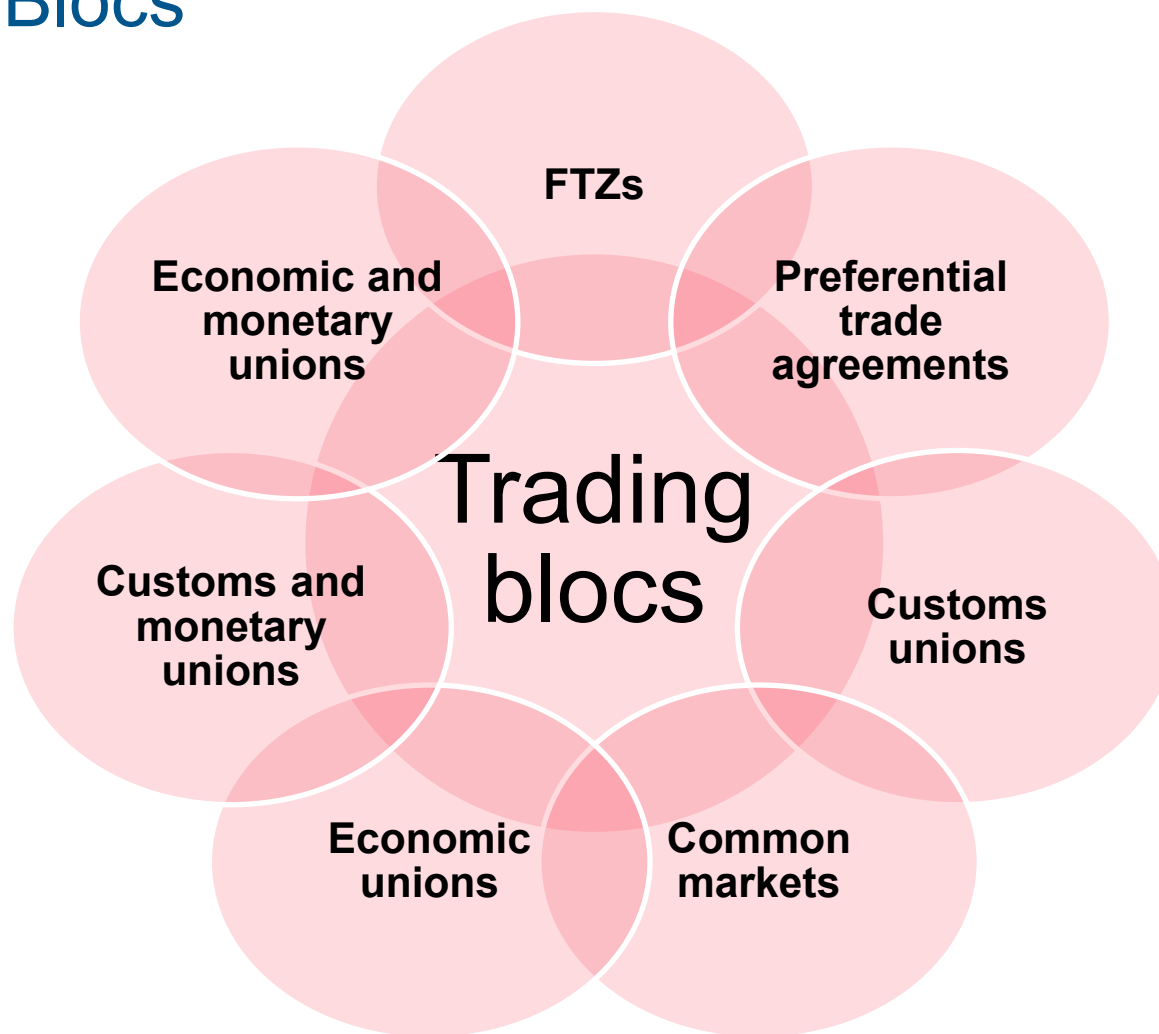 Blocs
FTZs
Preferential
trade
agreements
Customs
unions
Common
markets
Economic
unions
Customs and
monetary
unions
Economic and
monetary
unions
Trading
blocs